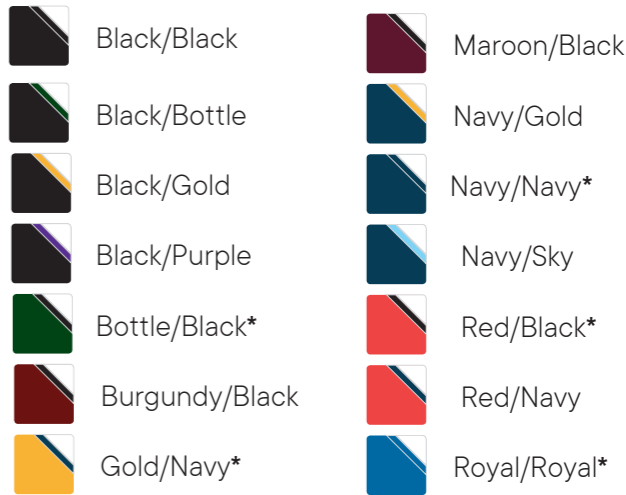 Black/Black
Black/Bottle
Black/Gold
Black/Purple
Bottle/Black*
Burgundy/Black
Gold/Navy*
Maroon/Black
Navy/Gold
Navy/Navy*
Navy/Sky
Red/Black*
Red/Navy
Royal/Royal*